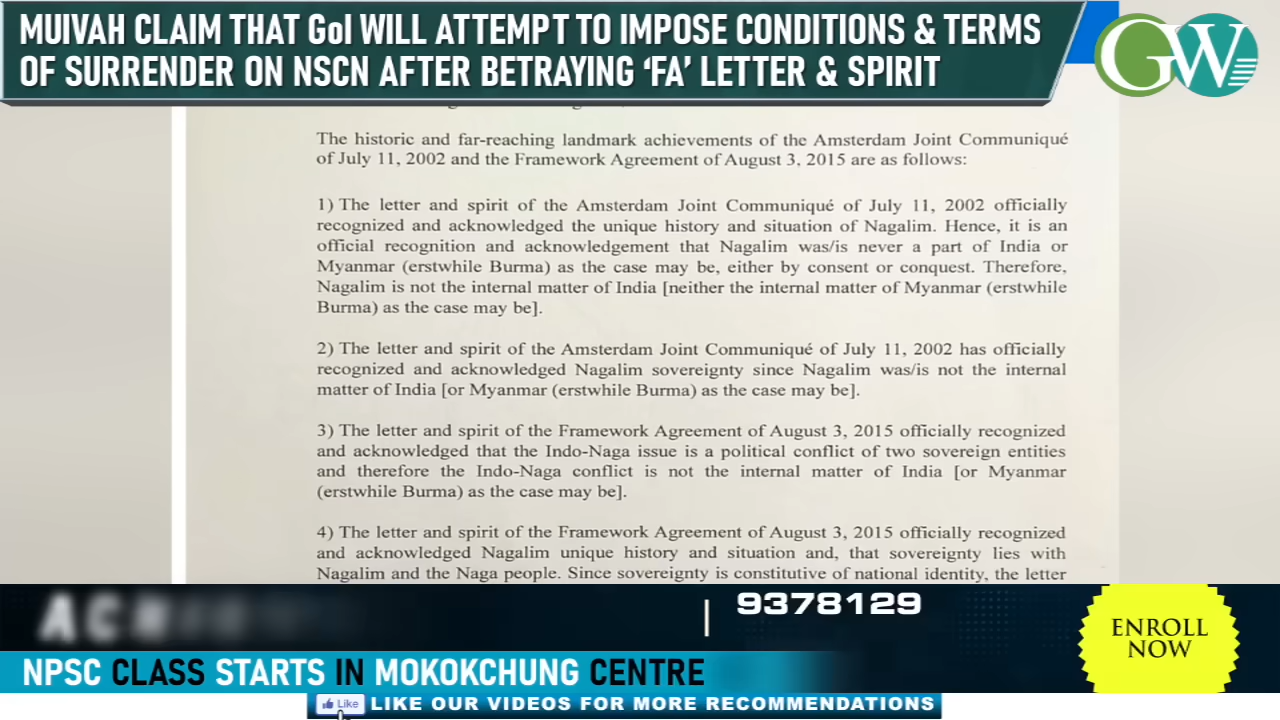 MUIVAH CLAIM THAT GoI WILL ATTEMPT TO IMPOSE CONDITIONS & TERMS
OF SURRENDER ON NSCN AFTER BETRAYING ‘FA’ LETTER & SPIRIT
GW
The historic and far-reaching landmark achievements of the Amsterdam Joint Communiqué
of July 11, 2002 and the Framework Agreement of August 3, 2015 are as follows:
1) The letter and spirit of the Amsterdam Joint Communiqué of July 11, 2002 officially
recognized and acknowledged the unique history and situation of Nagalim. Hence, it is an
official recognition and acknowledgement that Nagalim was/is never a part of India or
Myanmar (erstwhile Burma) as the case may be, either by consent or conquest. Therefore,
Nagalim is not the internal matter of India [neither the internal matter of Myanmar (erstwhile
Burma) as the case may be].
2) The letter and spirit of the Amsterdam Joint Communiqué of July 11, 2002 has officially
recognized and acknowledged Nagalim sovereignty since Nagalim was/is not the internal
matter of India [or Myanmar (erstwhile Burma) as the case may be].
3) The letter and spirit of the Framework Agreement of August 3, 2015 officially recognized
and acknowledged that the Indo-Naga issue is a political conflict of two sovereign entities
and therefore the Indo-Naga conflict is not the internal matter of India [or Myanmar
(erstwhile Burma) as the case may be].
4) The letter and spirit of the Framework Agreement of August 3, 2015 officially recognized
and acknowledged Nagalim unique history and situation and, that sovereignty lies with
Nagalim and the Naga people. Since sovereignty is constitutive of national identity, the letter
9378129
ENROLL
NOW
NPSC CLASS STARTS IN MOKOKCHUNG CENTRE
Like
LIKE OUR VIDEOS FOR MORE RECOMMENDATIONS